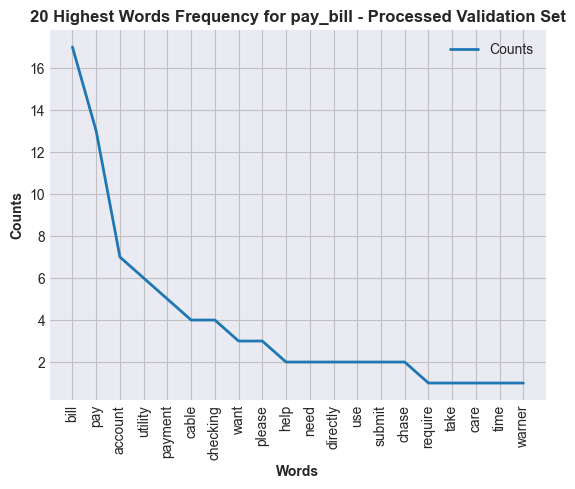 20 Highest Words Frequency for pay_bill - Processed Validation Set
Counts
16
14
12
10
8
6
4
2
Counts
bill
pay
account
utility
payment
cable
checking
want
please
help
need
directly
use
submit
chase
require
take
care
time
warner
Words